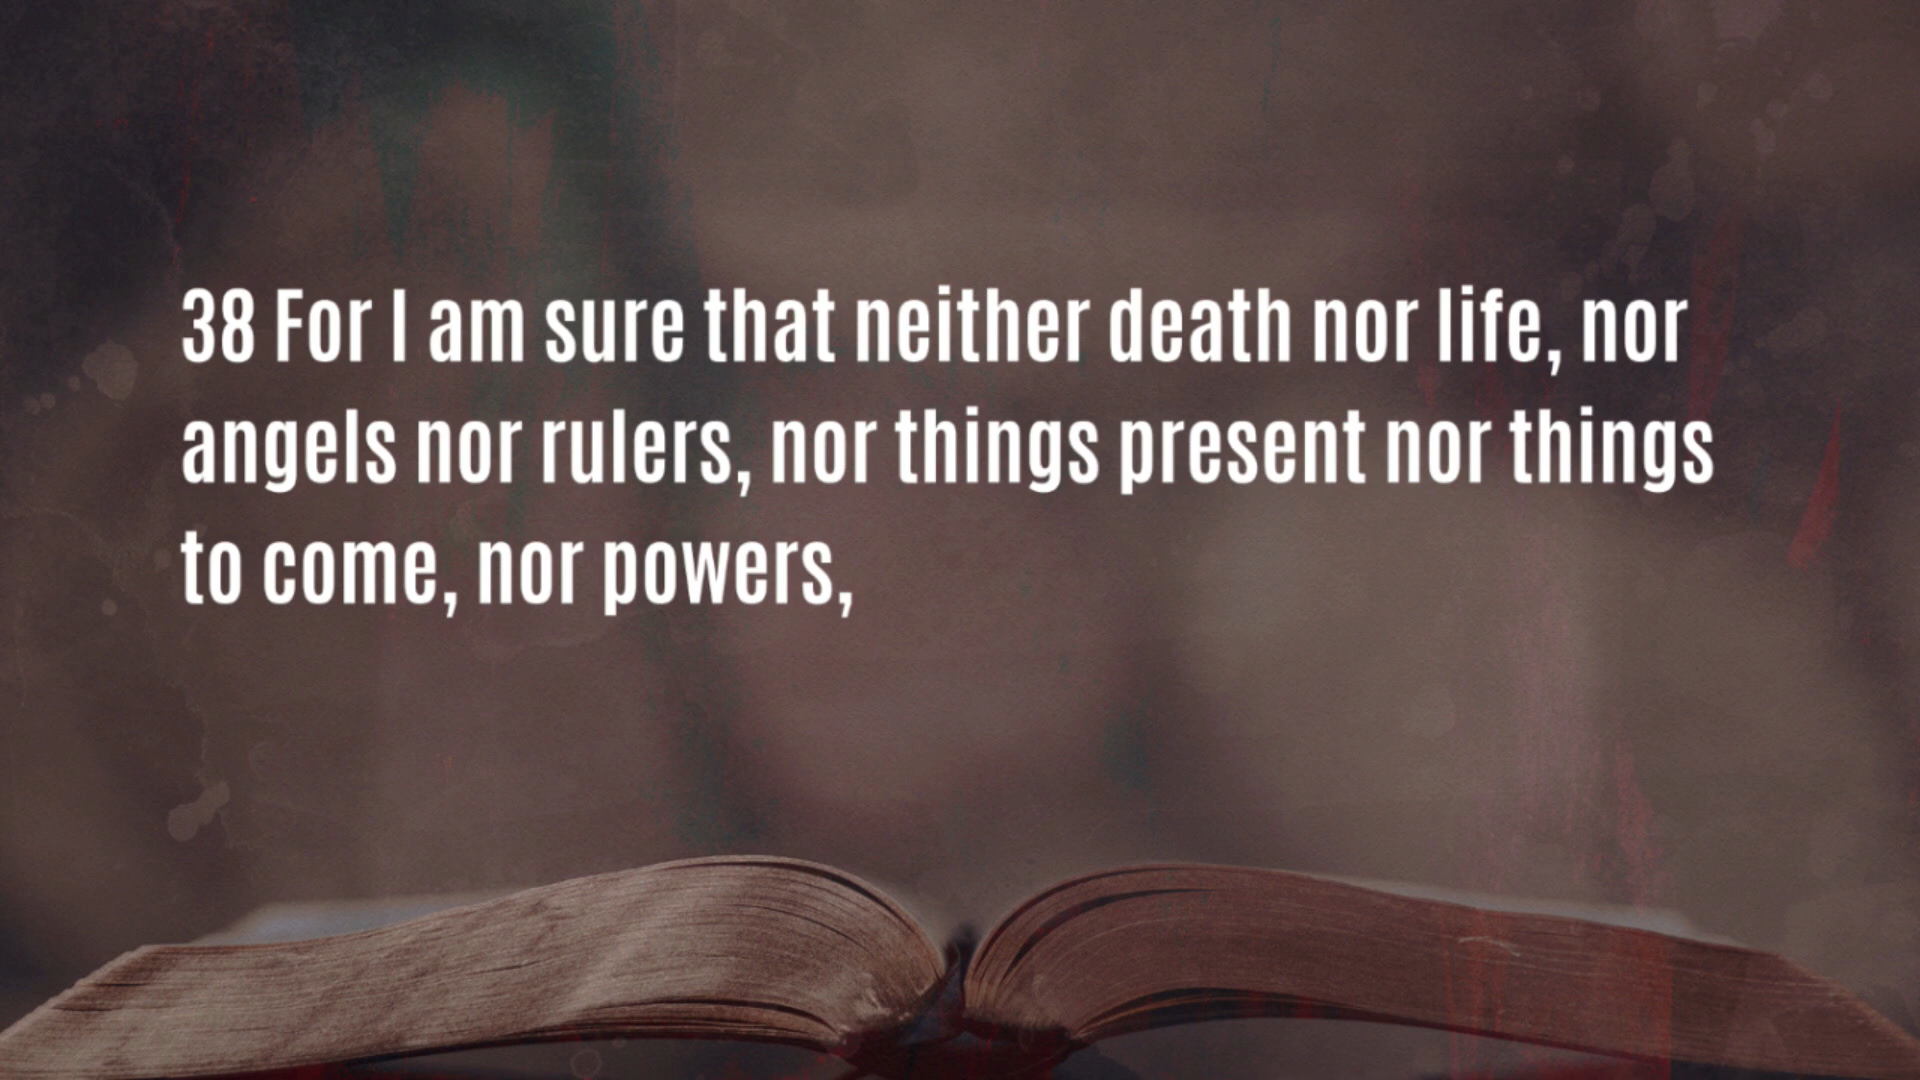 38 For I am sure that neither death nor life, nor
angels nor rulers, nor things present nor things
to come, nor powers,